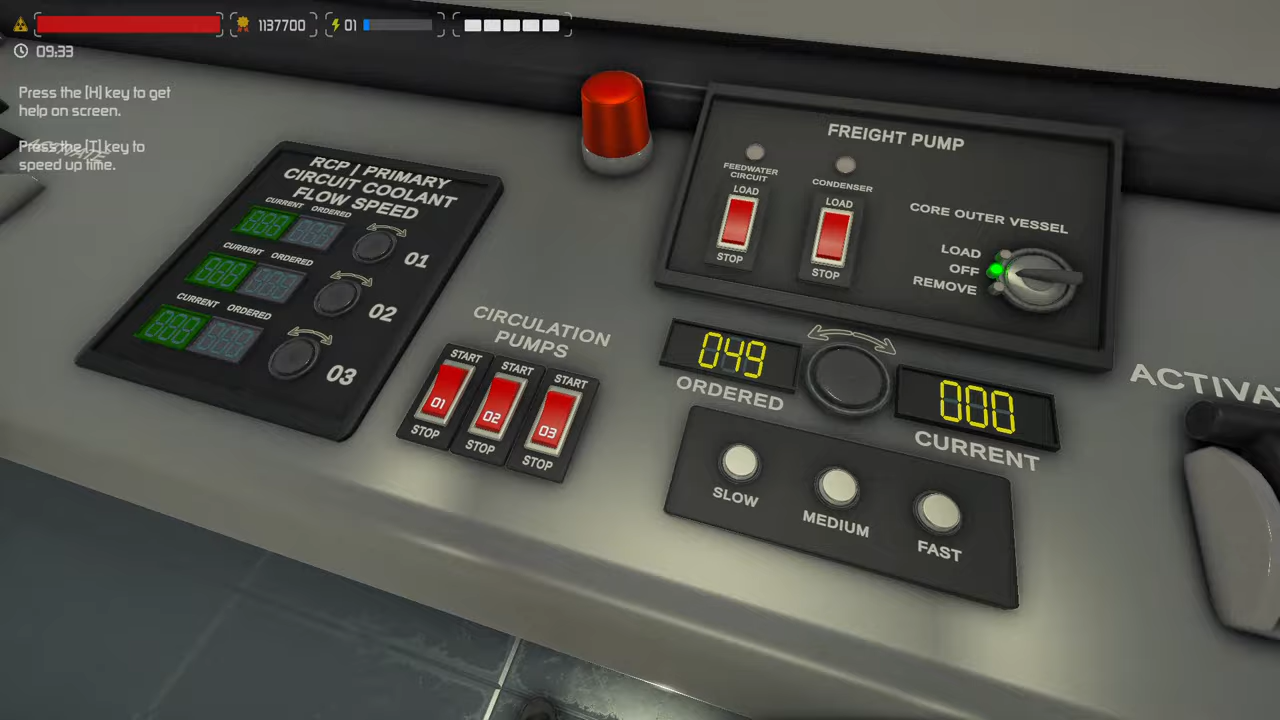 1137700
01
09:33
Press the [H] key to get
help on screen.
Press the [T] key to
speed up time.
RCP | PRIMARY
CIRCUIT COOLANT
FLOW SPEED
CURRENT ORDERED
01
CURRENT ORDERED
02
CURRENT ORDERED
03
CIRCULATION
PUMPS
START START START
01 02 03
STOP STOP STOP
FREIGHT PUMP
FEEDWATER
CIRCUIT
LOAD
STOP
CONDENSER
LOAD
STOP
CORE OUTER VESSEL
LOAD
OFF
REMOVE
049
ORDERED
000
CURRENT
SLOW
MEDIUM
FAST
ACTIVAT